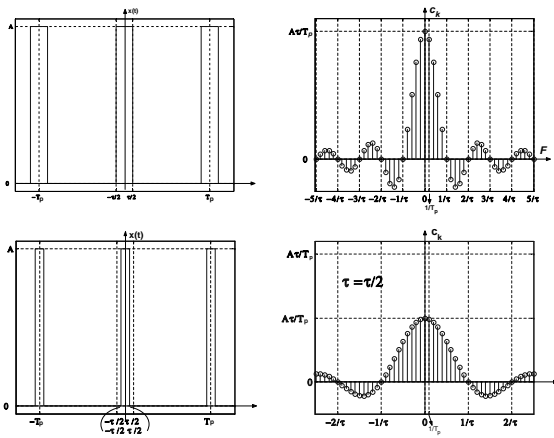 x(t)
A
0
-T_p
-τ/2
τ/2
T_p
c_k
Aτ/T_p
0
F
-5/τ -4/τ -3/τ -2/τ -1/τ 0 1/τ 2/τ 3/τ 4/τ 5/τ
1/T_p
x(t)
A
0
-T_p
-τ/2 τ/2
-τ/2 τ/2
T_p
c_k
Aτ/T_p
τ = τ/2
Aτ/T_p
0
-2/τ -1/τ 0 1/τ 2/τ
1/T_p